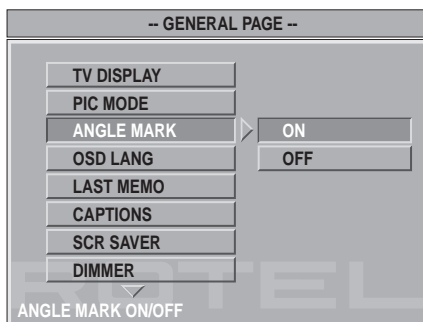 -- GENERAL PAGE --
TV DISPLAY
PIC MODE
ANGLE MARK
ON
OSD LANG
OFF
LAST MEMO
CAPTIONS
SCR SAVER
DIMMER
ROTEL
ANGLE MARK ON/OFF